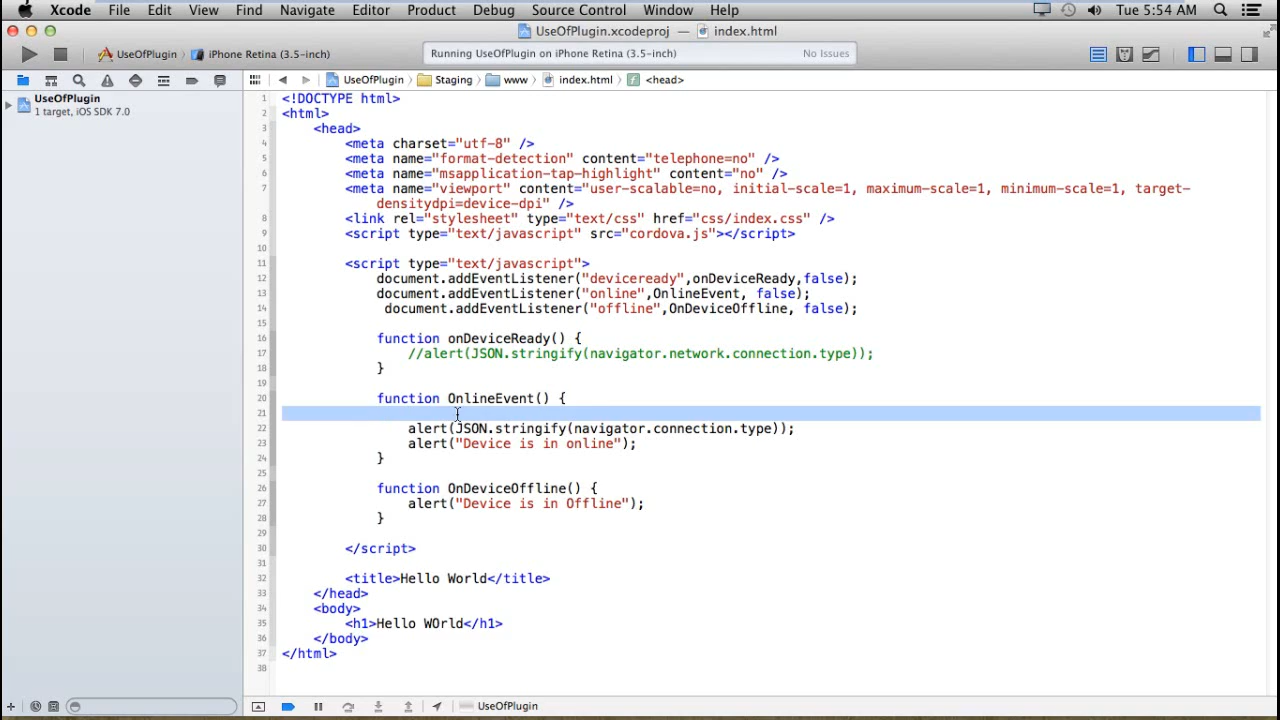 Xcode File Edit View Find Navigate Editor Product Debug Source Control Window Help Tue 5:54 AM
UseOfPlugin.xcodeproj — index.html
UseOfPlugin iPhone Retina (3.5-inch) Running UseOfPlugin on iPhone Retina (3.5-inch) No Issues
UseOfPlugin Staging www index.html f <head>
UseOfPlugin
1 target, iOS SDK 7.0
1 <!DOCTYPE html>
2 <html>
3 <head>
4 <meta charset="utf-8" />
5 <meta name="format-detection" content="telephone=no" />
6 <meta name="msapplication-tap-highlight" content="no" />
7 <meta name="viewport" content="user-scalable=no, initial-scale=1, maximum-scale=1, minimum-scale=1, target-
densitydpi=device-dpi" />
8 <link rel="stylesheet" type="text/css" href="css/index.css" />
9 <script type="text/javascript" src="cordova.js"></script>
10
11 <script type="text/javascript">
12 document.addEventListener("deviceready",onDeviceReady,false);
13 document.addEventListener("online",OnlineEvent, false);
14 document.addEventListener("offline",OnDeviceOffline, false);
15
16 function onDeviceReady() {
17 //alert(JSON.stringify(navigator.network.connection.type));
18 }
19
20 function OnlineEvent() {
21
22 alert(JSON.stringify(navigator.connection.type));
23 alert("Device is in online");
24 }
25
26 function OnDeviceOffline() {
27 alert("Device is in Offline");
28 }
29
30 </script>
31
32 <title>Hello World</title>
33 </head>
34 <body>
35 <h1>Hello WOrld</h1>
36 </body>
37 </html>
38
UseOfPlugin